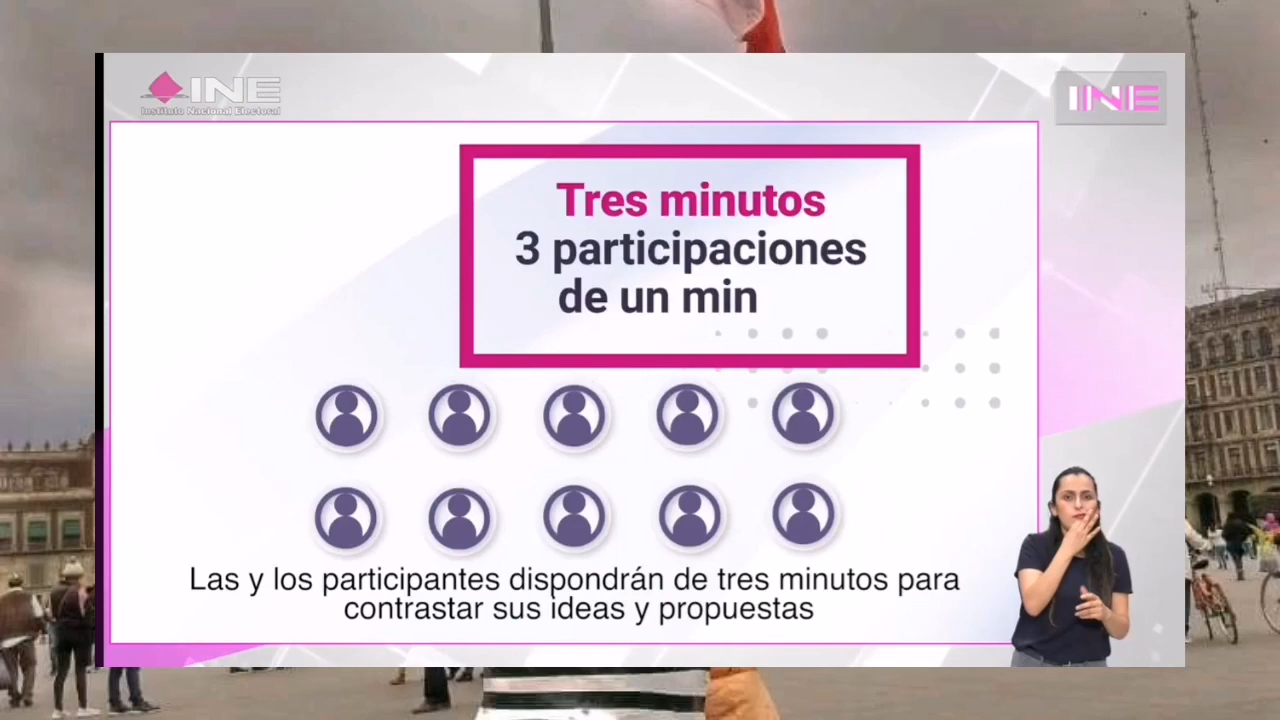 INE
Instituto Nacional Electoral
INE
Tres minutos
3 participaciones
de un min
Las y los participantes dispondrán de tres minutos para
contrastar sus ideas y propuestas